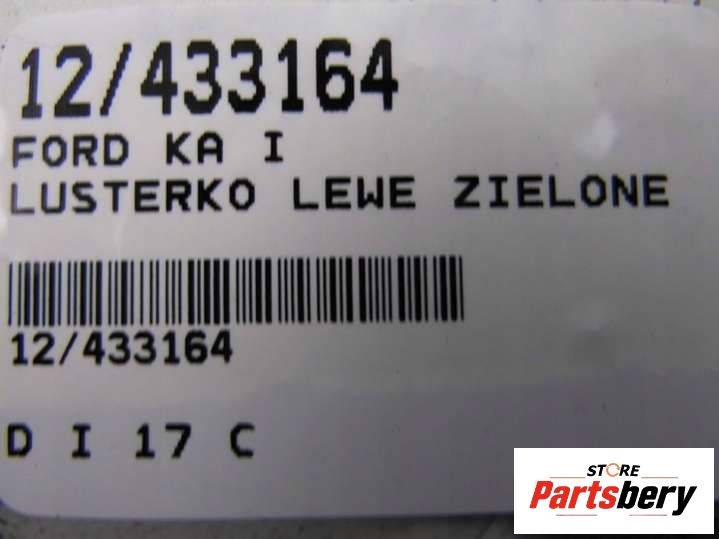 12/433164
FORD KA I
LUSTERKO LEWE ZIELONE
12/433164
D I 17 C
STORE
Partsbery